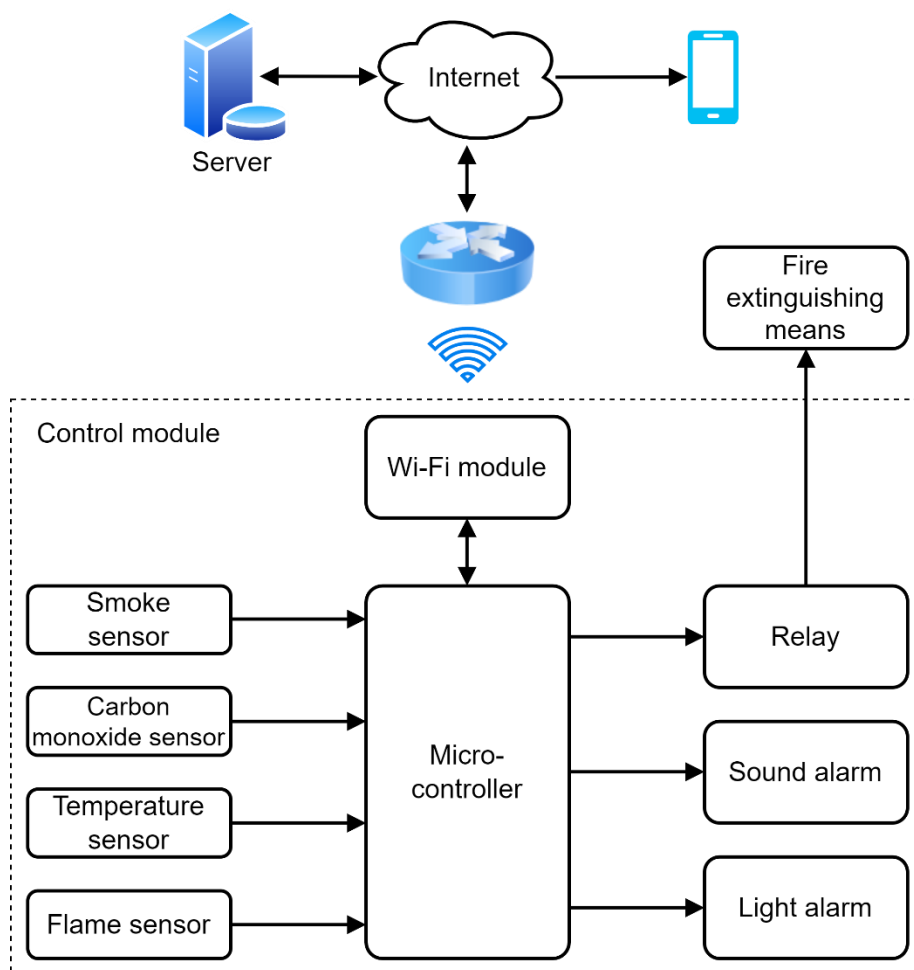 Internet
Server
Fire
extinguishing
means
Control module
Wi-Fi module
Smoke
sensor
Relay
Carbon
monoxide sensor
Micro-
controller
Sound alarm
Temperature
sensor
Flame sensor
Light alarm